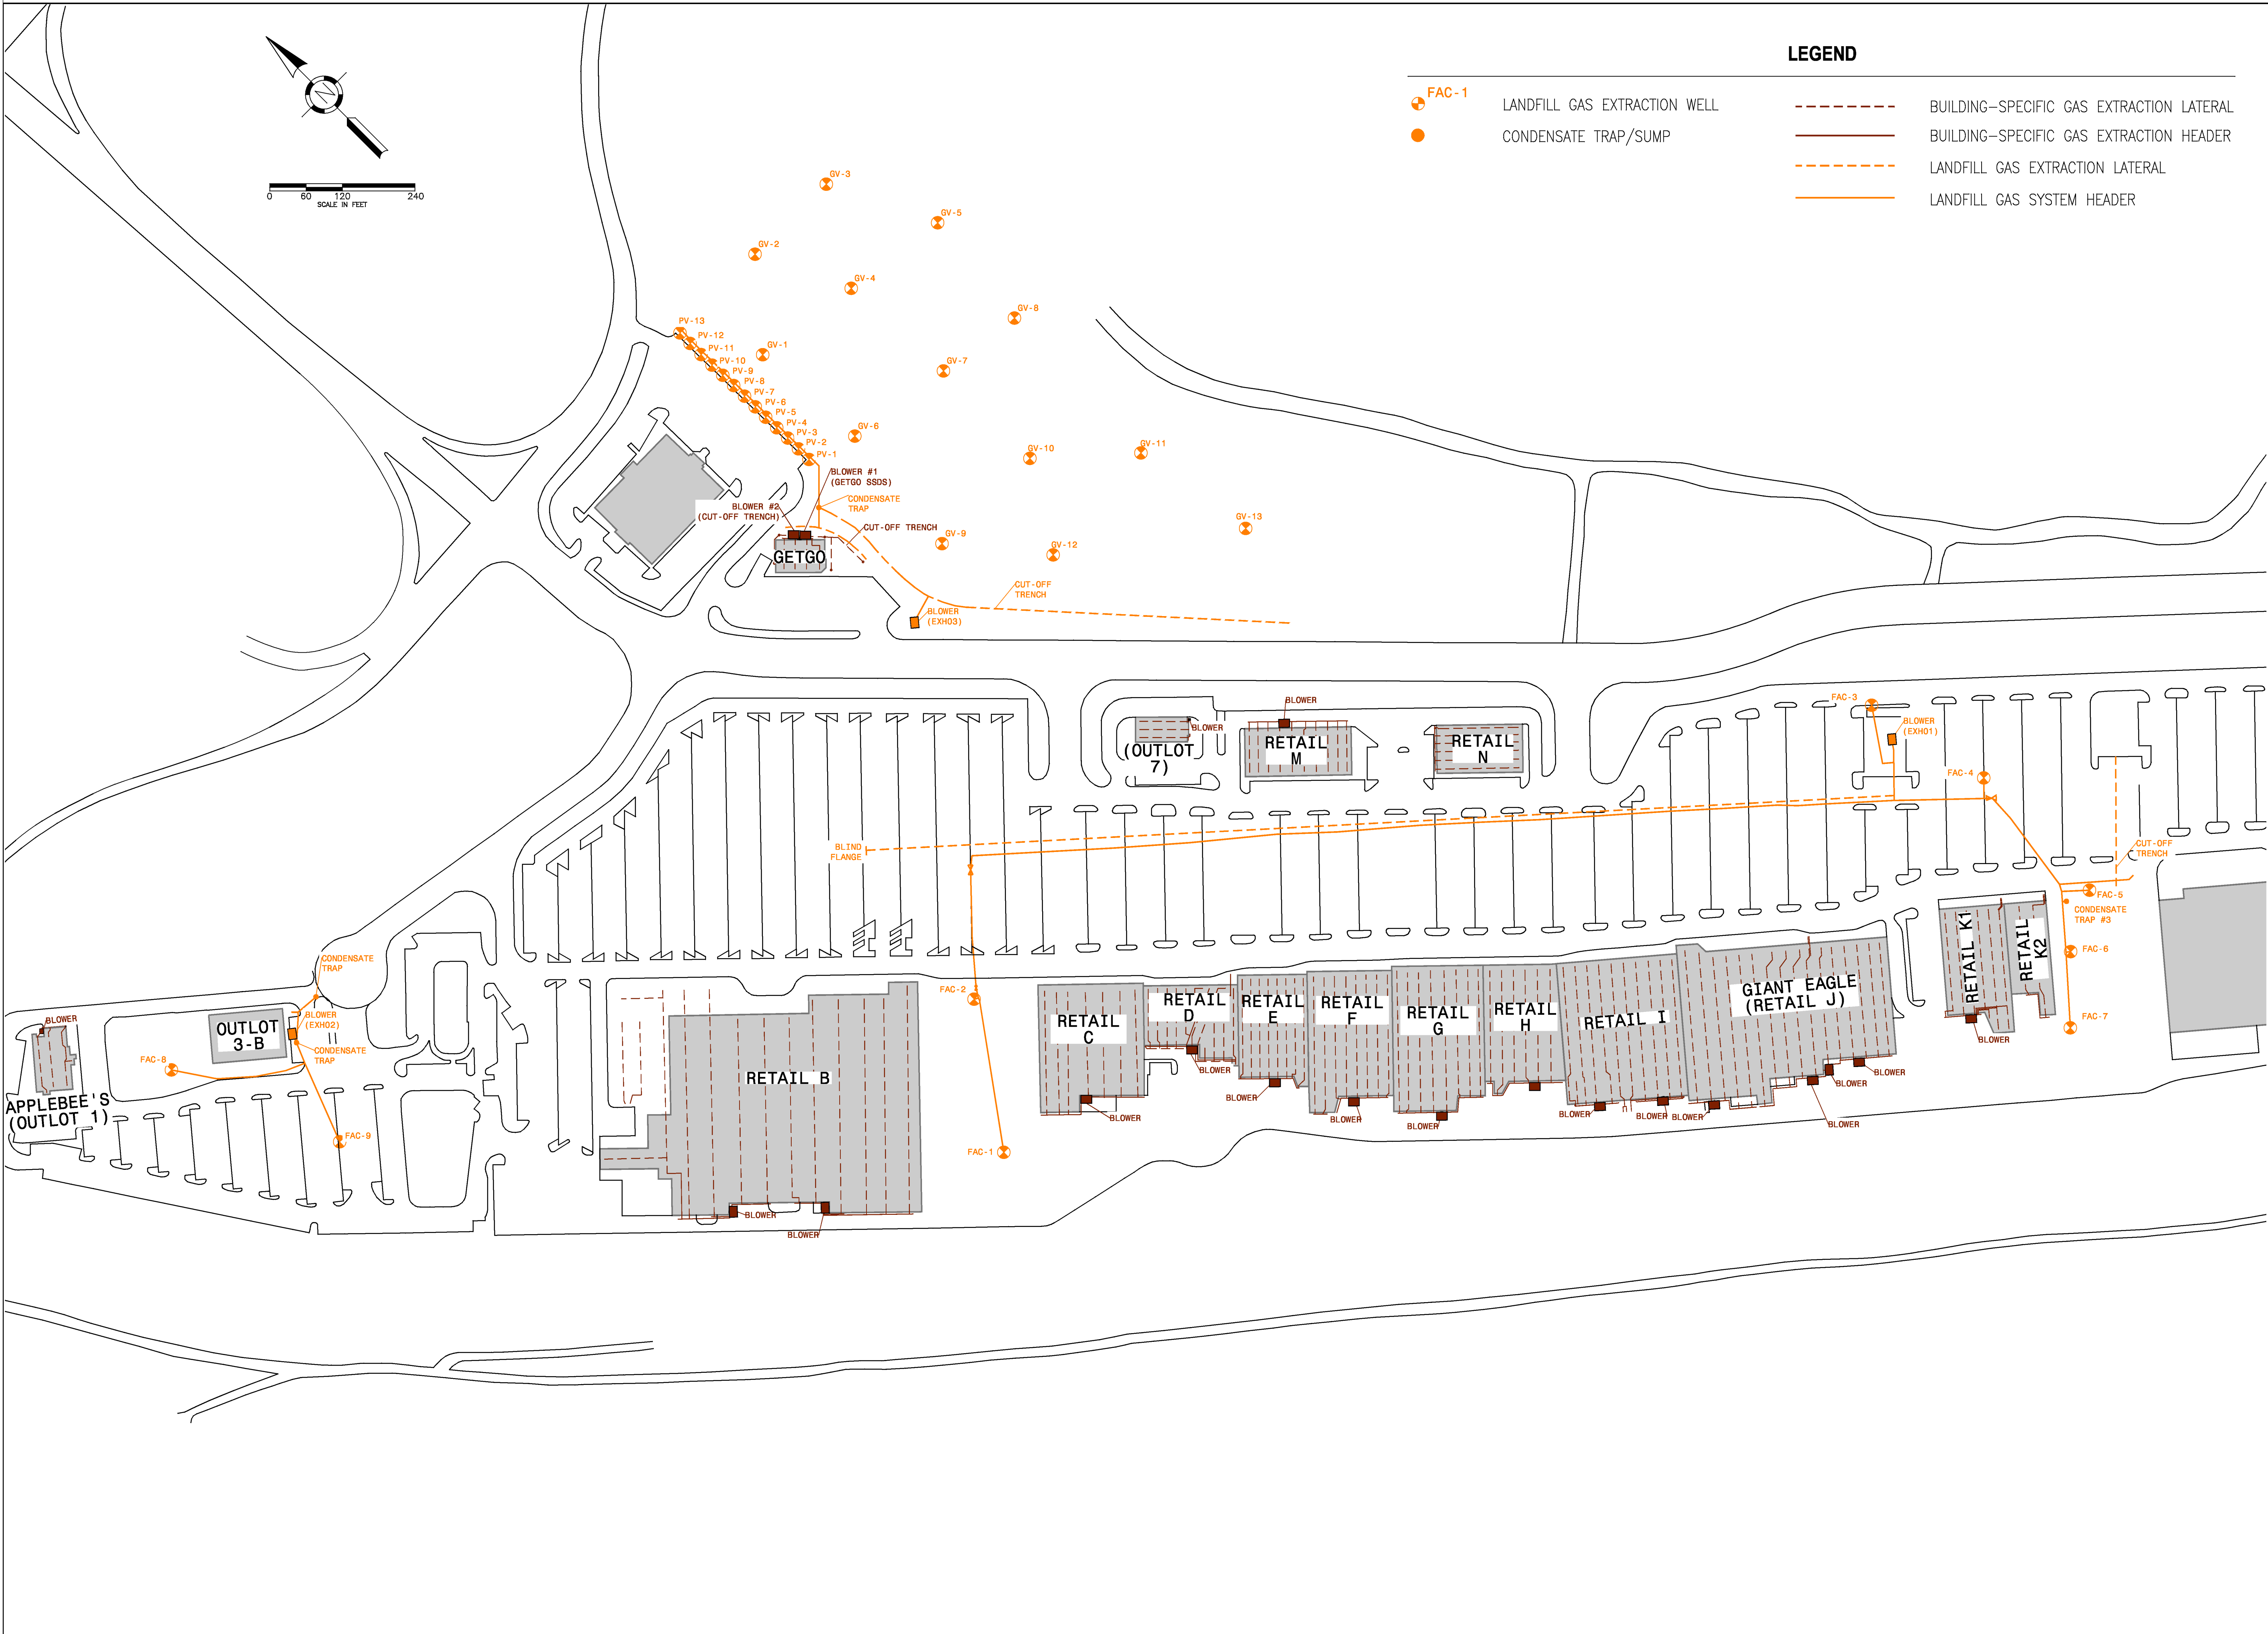 LEGEND
FAC-1
LANDFILL GAS EXTRACTION WELL
BUILDING-SPECIFIC GAS EXTRACTION LATERAL
CONDENSATE TRAP/SUMP
BUILDING-SPECIFIC GAS EXTRACTION HEADER
LANDFILL GAS EXTRACTION LATERAL
LANDFILL GAS SYSTEM HEADER
N
0 60 120 240
SCALE IN FEET
GV-3
GV-5
GV-2
GV-4
GV-8
PV-13
PV-12
GV-1
PV-11
PV-10
GV-7
PV-9
PV-8
PV-7
PV-6
PV-5
PV-4
GV-6
PV-3
PV-2
GV-11
GV-10
PV-1
BLOWER #1
(GETGO SSDS)
CONDENSATE
TRAP
BLOWER #2
(CUT-OFF TRENCH)
GV-13
CUT-OFF TRENCH
GV-9
GV-12
GETGO
CUT-OFF
TRENCH
BLOWER
(EXH03)
FAC-3
BLOWER
BLOWER
BLOWER
(EXH01)
(OUTLOT
7)
RETAIL
M
RETAIL
N
FAC-4
BLIND
FLANGE
CUT-OFF
TRENCH
FAC-5
CONDENSATE
TRAP #3
RETAIL K1
RETAIL
K2
FAC-6
CONDENSATE
TRAP
FAC-2
RETAIL
D
RETAIL
E
RETAIL
F
RETAIL
G
RETAIL
H
RETAIL I
GIANT EAGLE
(RETAIL J)
RETAIL
C
BLOWER
BLOWER
(EXH02)
OUTLOT
3-B
CONDENSATE
TRAP
FAC-8
FAC-7
BLOWER
RETAIL B
BLOWER
BLOWER
APPLEBEE'S
(OUTLOT 1)
BLOWER
BLOWER
BLOWER
BLOWER
BLOWER
BLOWER
BLOWER
BLOWER
BLOWER
FAC-9
FAC-1
BLOWER
BLOWER